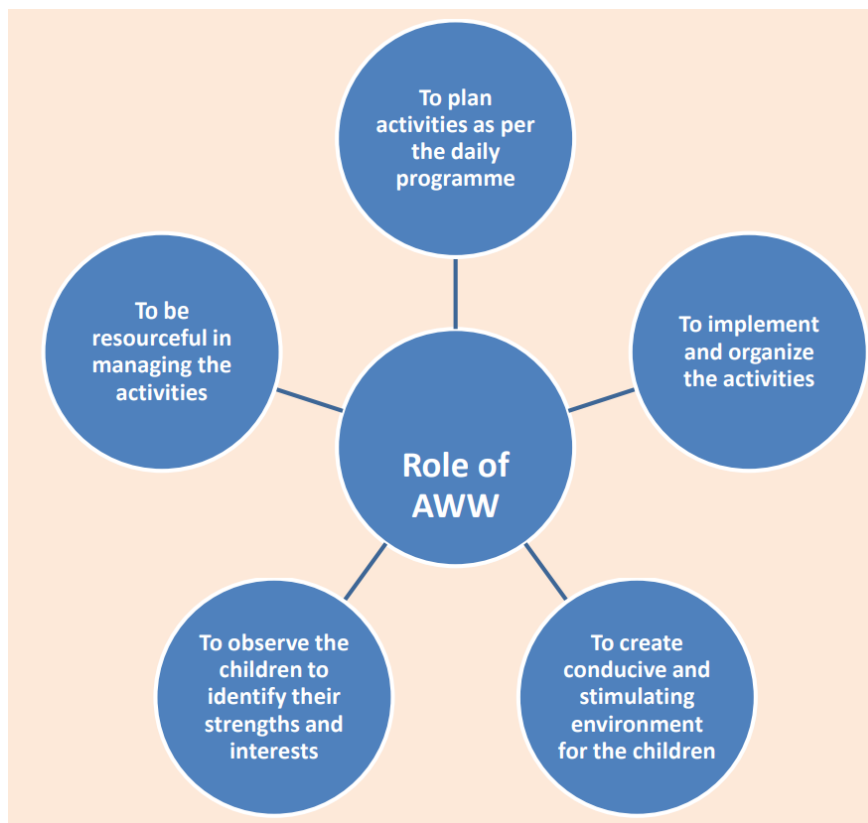 To plan
activities as per
the daily
programme
To be
resourceful in
managing the
activities
To implement
and organize
the activities
Role of
AWW
To observe the
children to
identify their
strengths and
interests
To create
conducive and
stimulating
environment
for the children